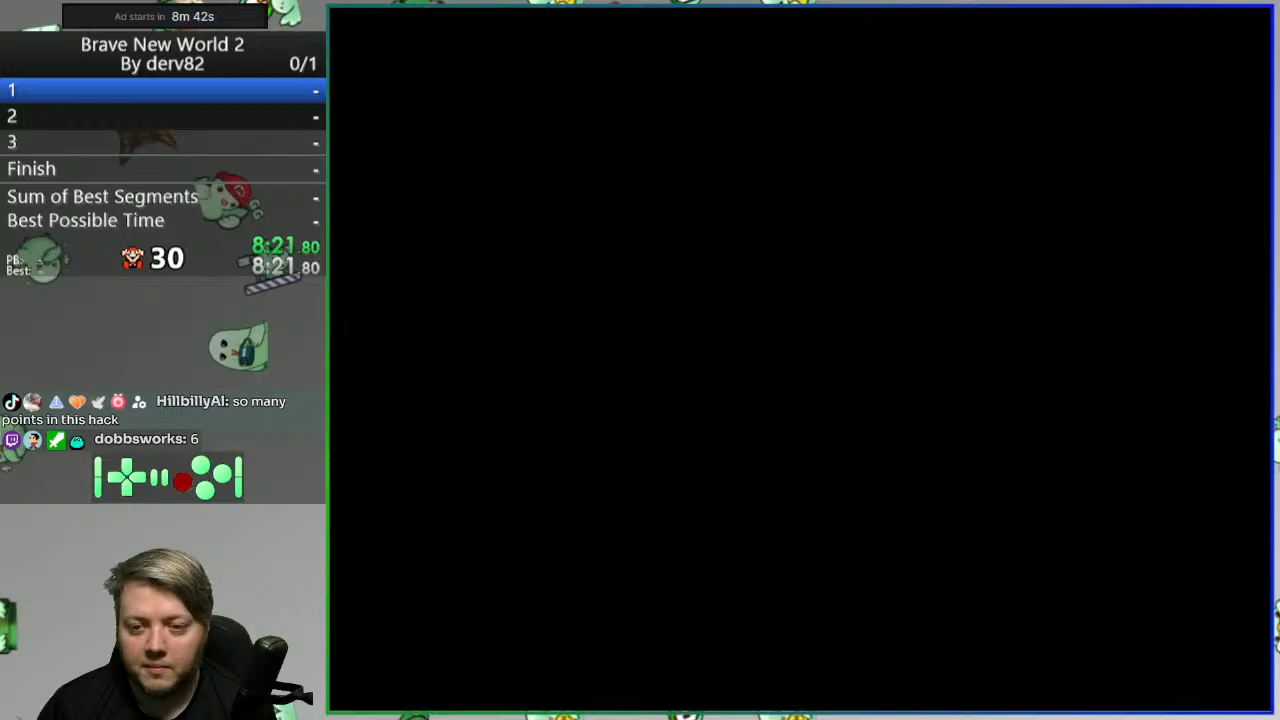 Ad starts in 8m 42s
Brave New World 2
By derv82 0/1
1 -
2 -
3 -
Finish -
Sum of Best Segments -
Best Possible Time -
PB:
Best:
30
8:21.80
8:21.80
HillbillyAl: so many
points in this hack
dobbsworks: 6